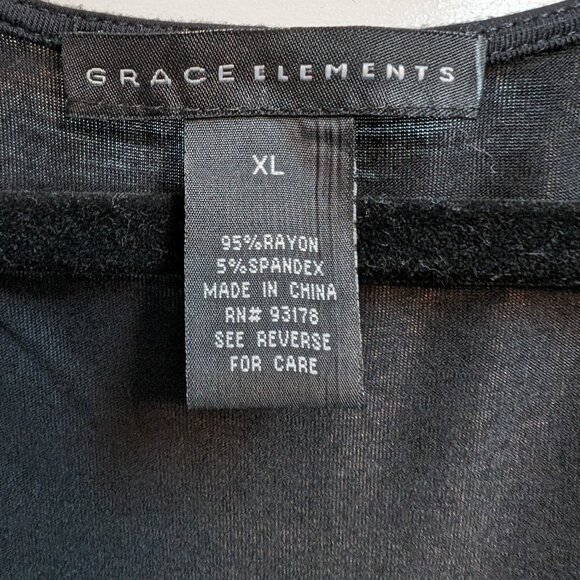 GRACE ELEMENTS
XL
95%RAYON
5%SPANDEX
MADE IN CHINA
RN# 93178
SEE REVERSE
FOR CARE